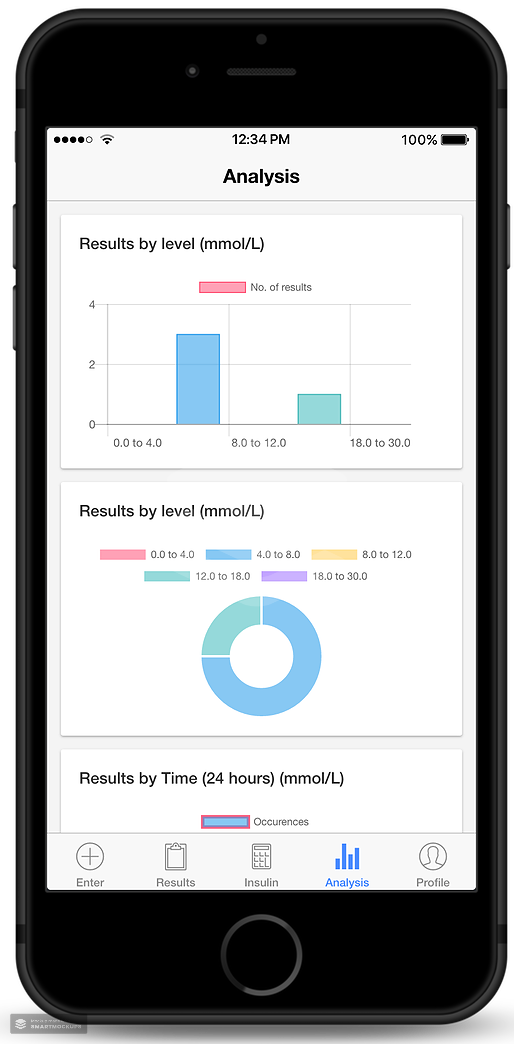 12:34 PM 100%
Analysis
Results by level (mmol/L)
No. of results
4
2
0
0.0 to 4.0 8.0 to 12.0 18.0 to 30.0
Results by level (mmol/L)
0.0 to 4.0 4.0 to 8.0 8.0 to 12.0
12.0 to 18.0 18.0 to 30.0
Results by Time (24 hours) (mmol/L)
Occurences
Enter Results Insulin Analysis Profile
SMARTMOCKUPS